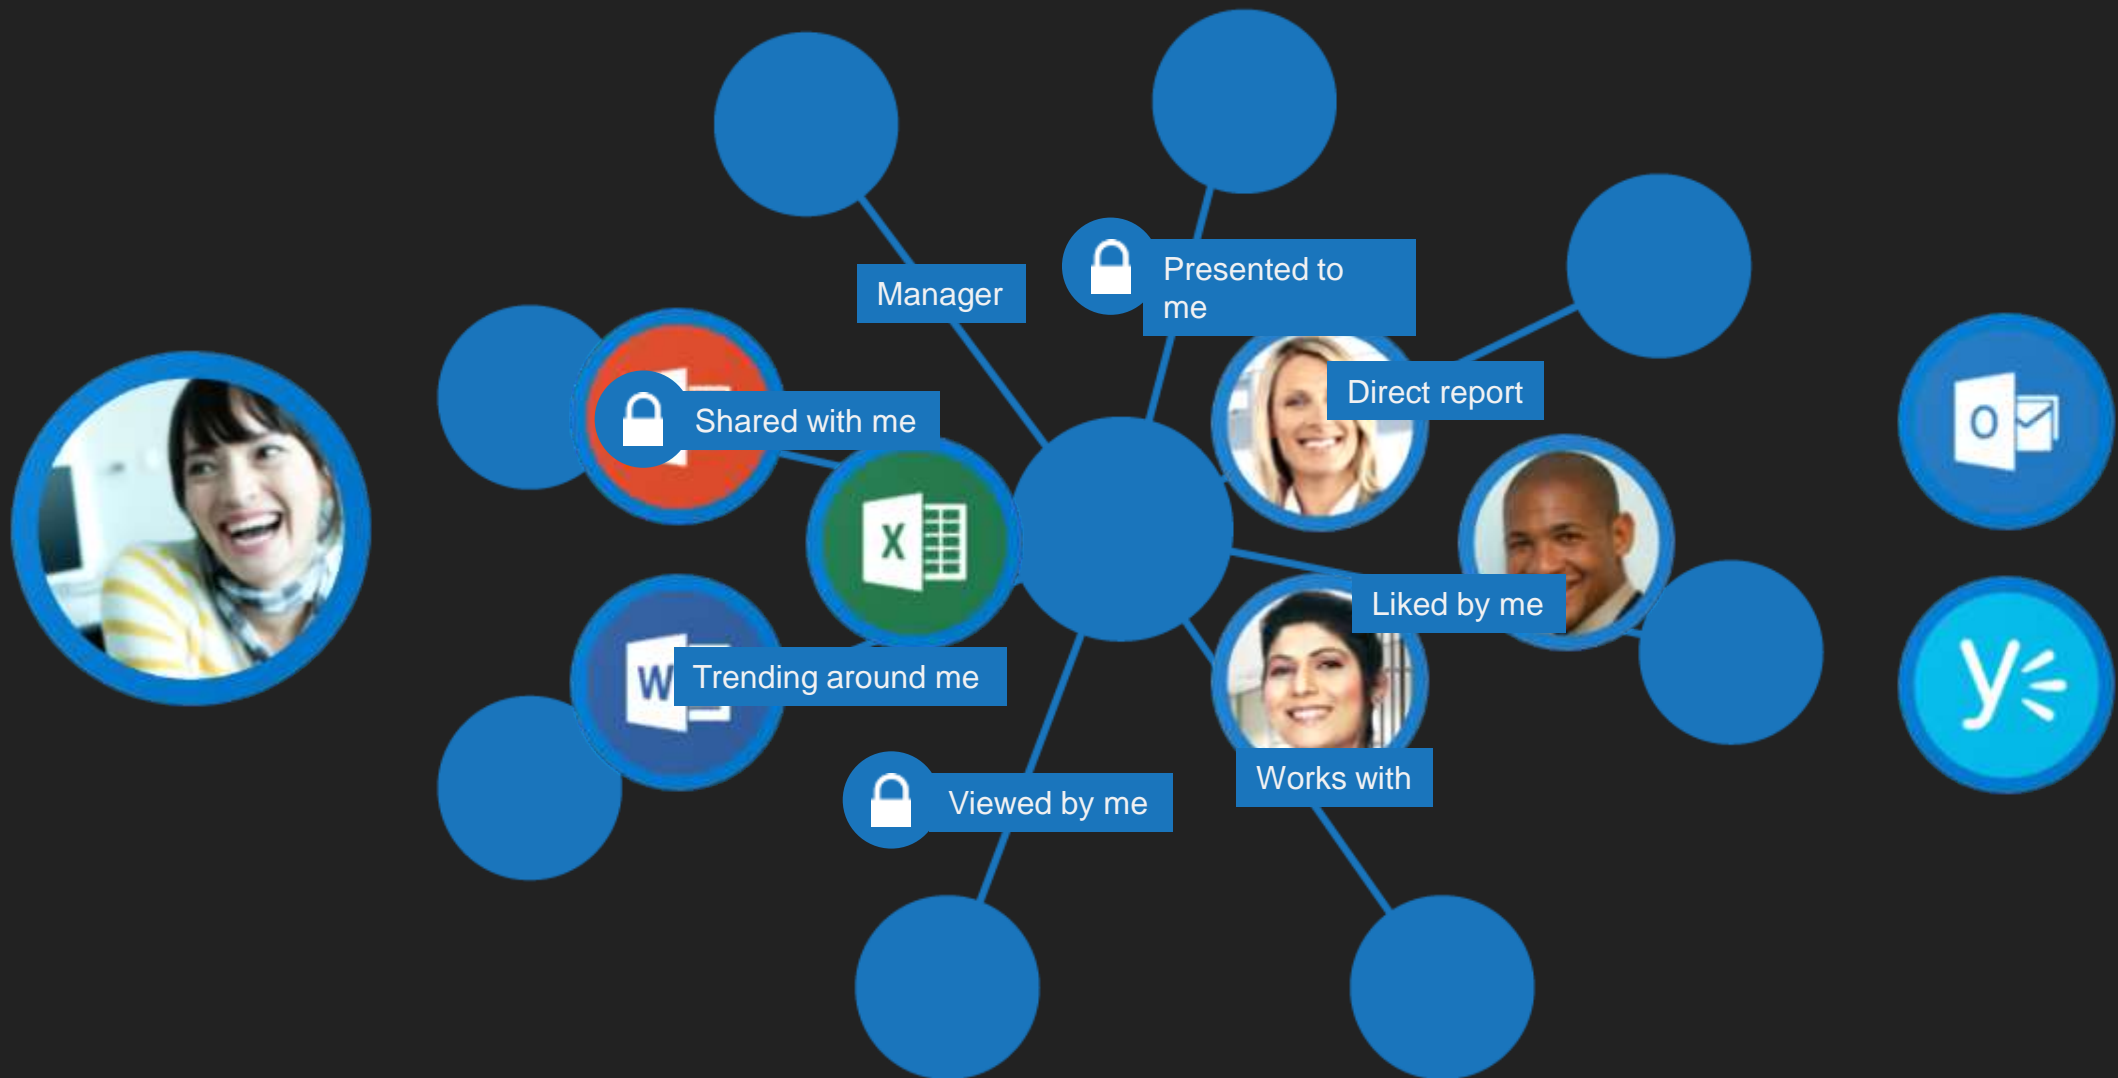 Manager
Presented to
me
Direct report
Shared with me
X
O
Liked by me
W
Trending around me
Works with
Viewed by me